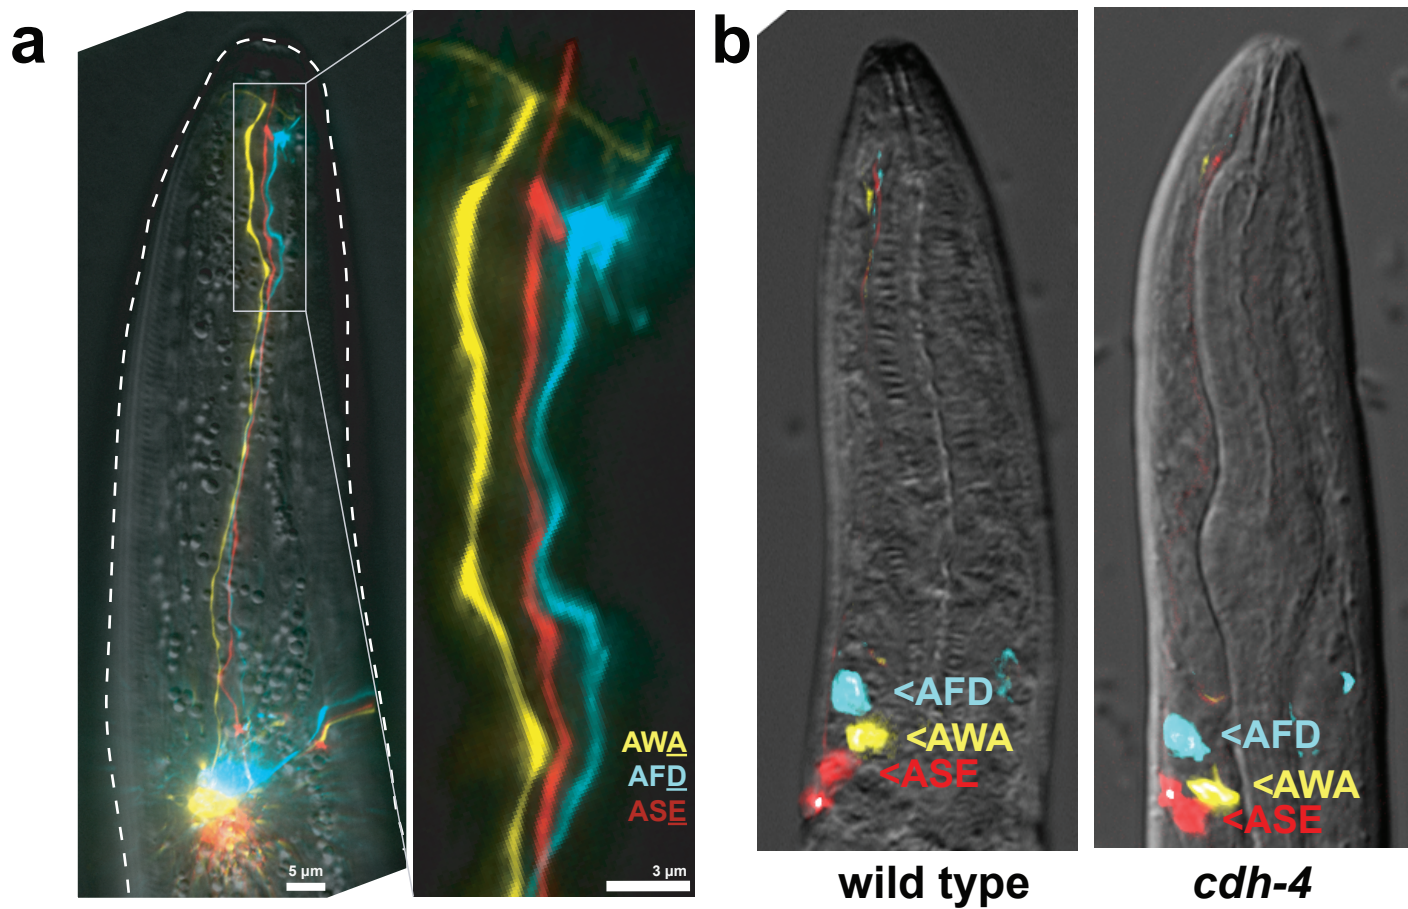 a
AWA
AFD
ASE
5 µm
3 µm
b
<AFD
<AWA
<ASE
wild type
<AFD
<AWA
<ASE
cdh-4